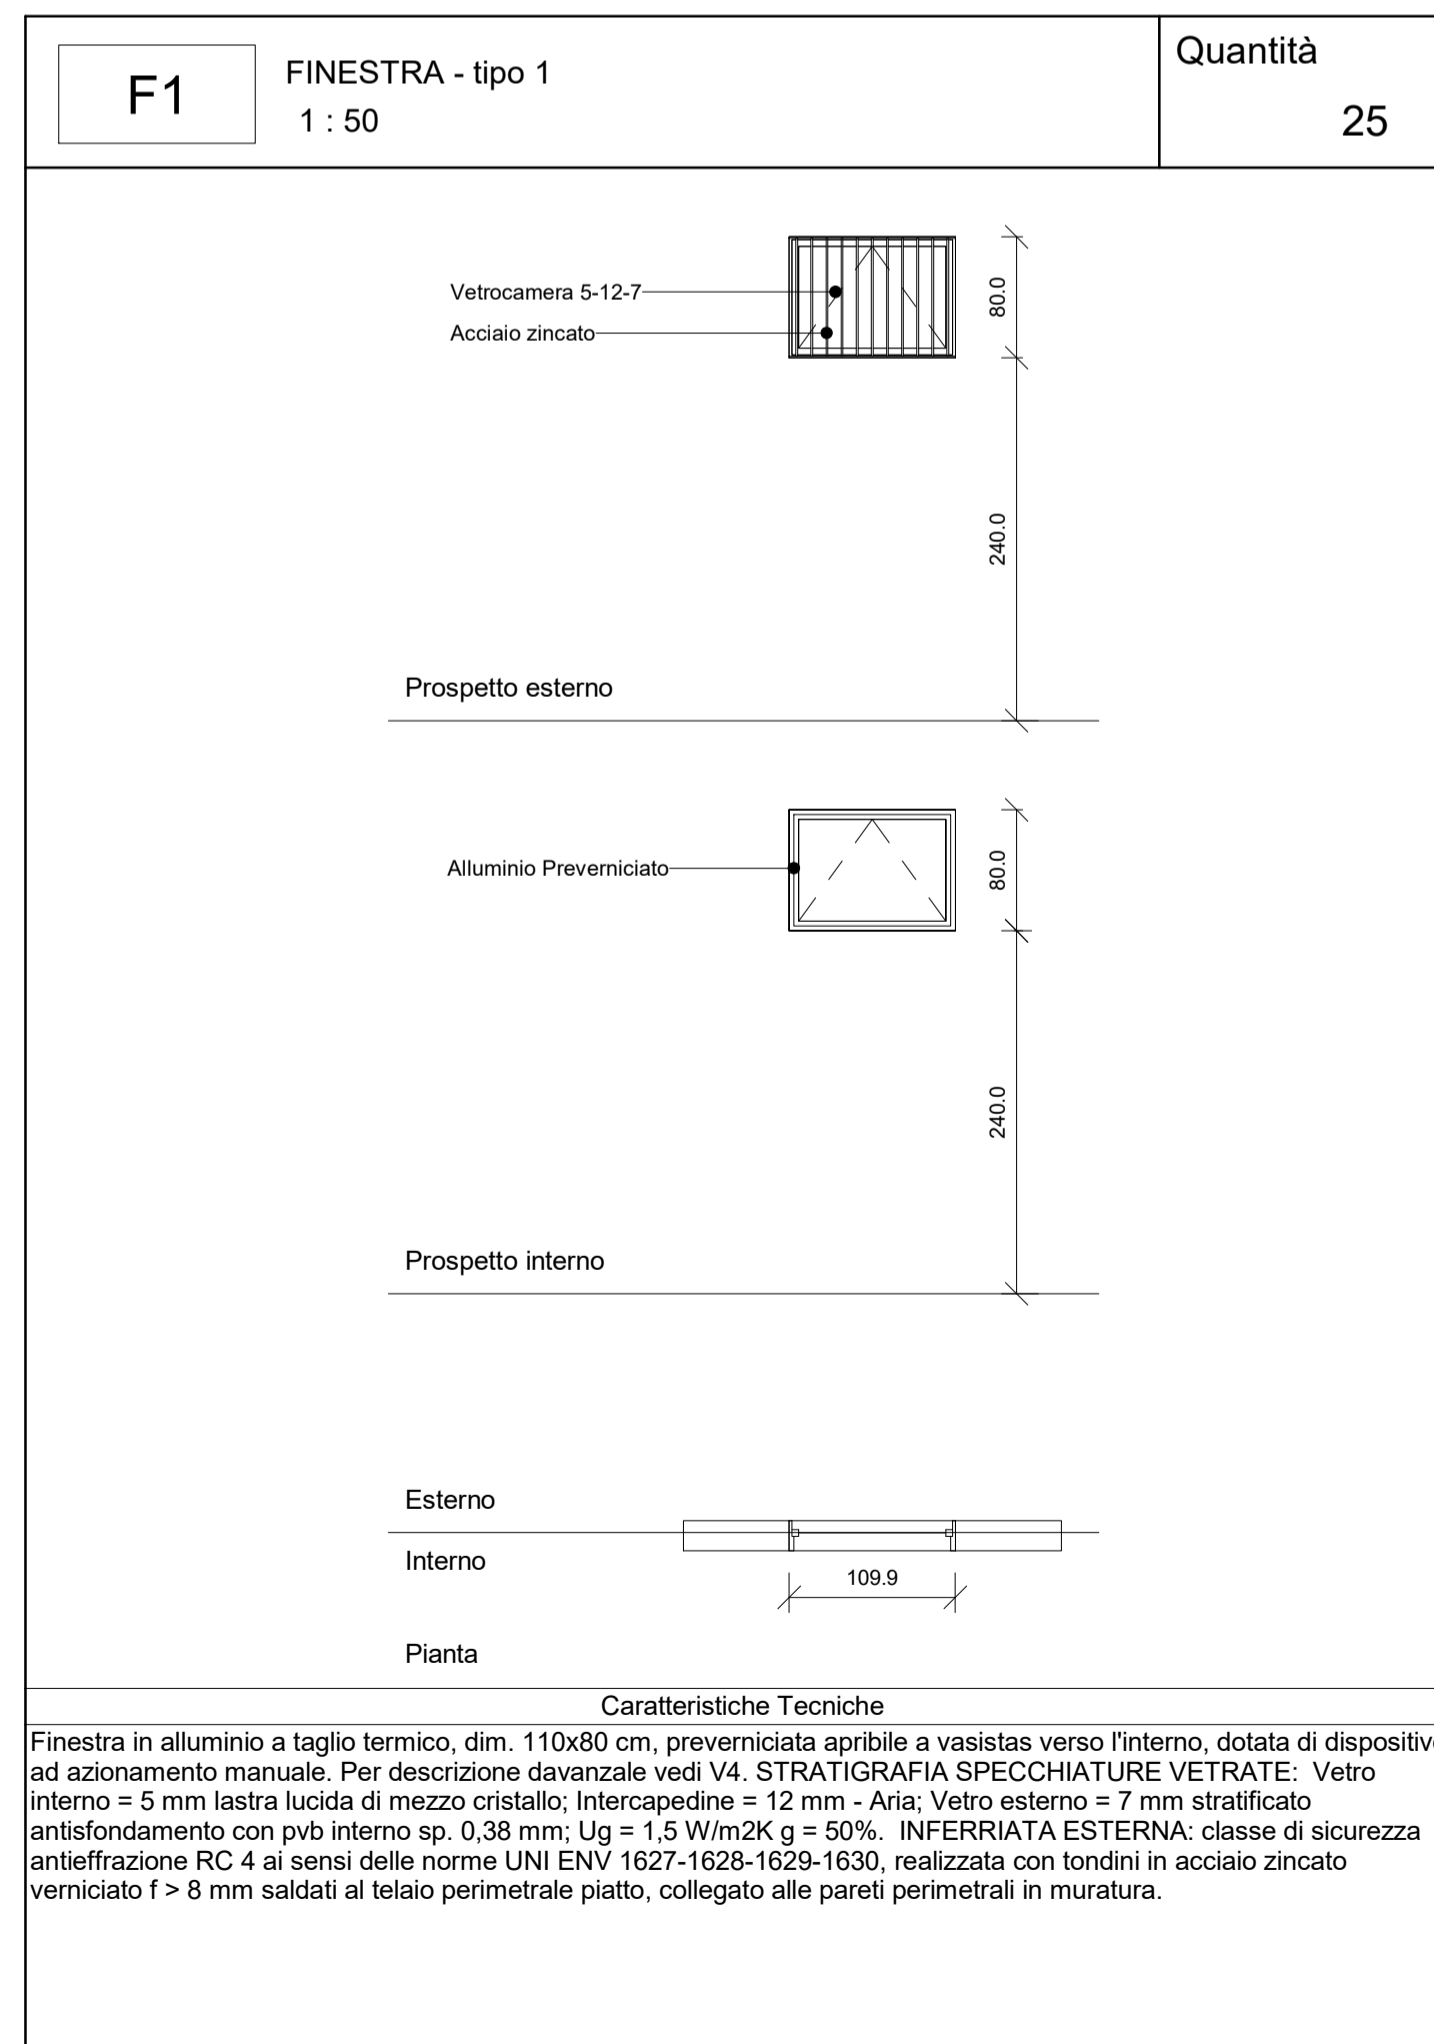 F1
FINESTRA - tipo 1
1 : 50
Quantità
25
Vetrocamera 5-12-7
Acciaio zincato
80.0
240.0
Prospetto esterno
Alluminio Preverniciato
80.0
240.0
Prospetto interno
Esterno
Interno
109.9
Pianta
Caratteristiche Tecniche
Finestra in alluminio a taglio termico, dim. 110x80 cm, preverniciata apribile a vasistas verso l'interno, dotata di dispositivo
ad azionamento manuale. Per descrizione davanzale vedi V4. STRATIGRAFIA SPECCHIATURE VETRATE: Vetro
interno = 5 mm lastra lucida di mezzo cristallo; Intercapedine = 12 mm - Aria; Vetro esterno = 7 mm stratificato
antisfondamento con pvb interno sp. 0,38 mm; Ug = 1,5 W/m2K g = 50%. INFERRIATA ESTERNA: classe di sicurezza
antieffrazione RC 4 ai sensi delle norme UNI ENV 1627-1628-1629-1630, realizzata con tondini in acciaio zincato
verniciato f > 8 mm saldati al telaio perimetrale piatto, collegato alle pareti perimetrali in muratura.